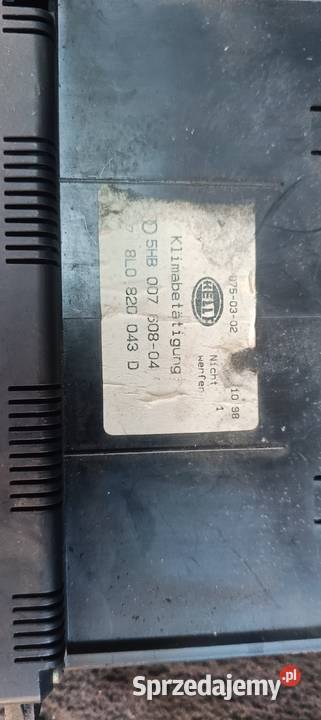 HELLA
075-03-02
10 98
Nicht 1
werfen
Klimabetätigung
5HB 007 608-04
8L0 820 043 D
Sprzedajemy.pl